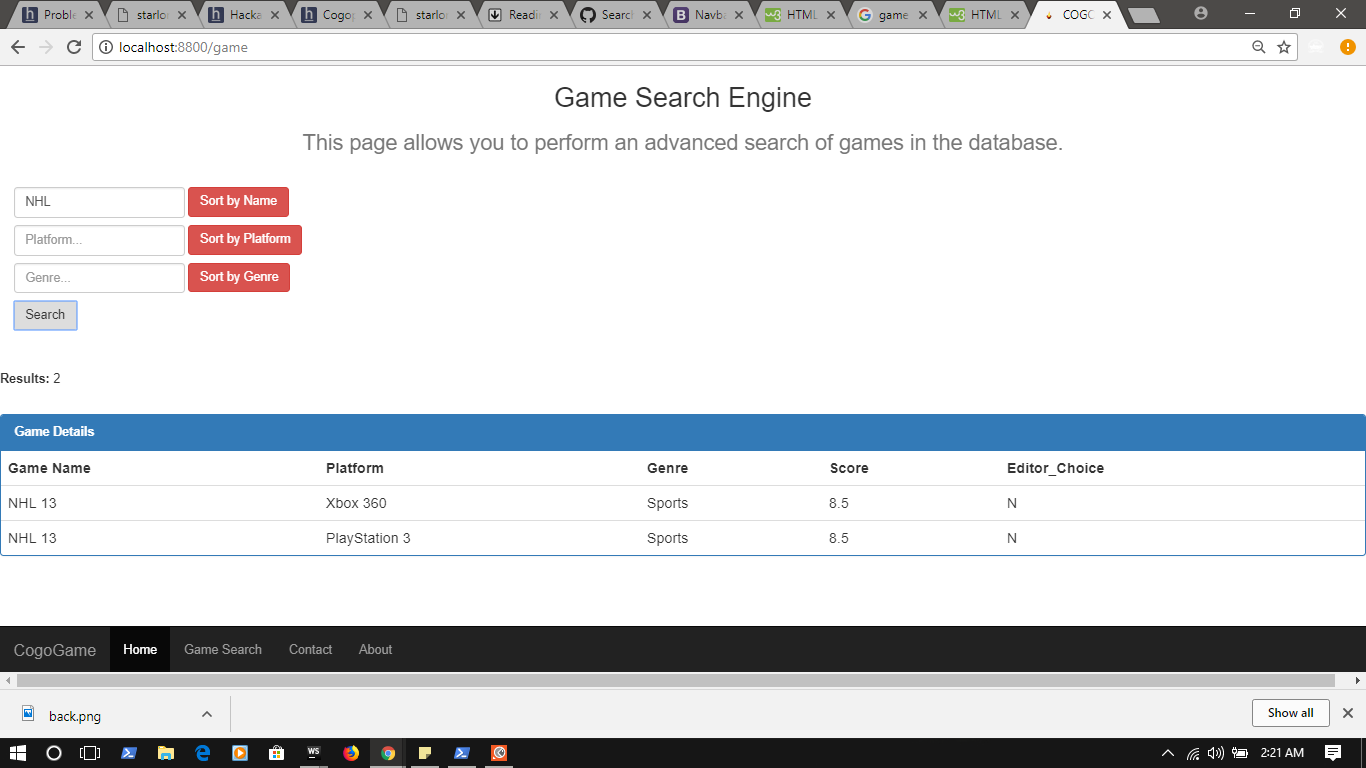 Proble
starlo
Hacka
Cogop
starlo
Readi
Search
Navba
HTML
game
HTML
COGC
localhost:8800/game
Game Search Engine
This page allows you to perform an advanced search of games in the database.
NHL Sort by Name
Platform... Sort by Platform
Genre... Sort by Genre
Search
Results: 2
Game Details
Game Name Platform Genre Score Editor_Choice
NHL 13 Xbox 360 Sports 8.5 N
NHL 13 PlayStation 3 Sports 8.5 N
CogoGame Home Game Search Contact About
back.png Show all
WS 2:21 AM